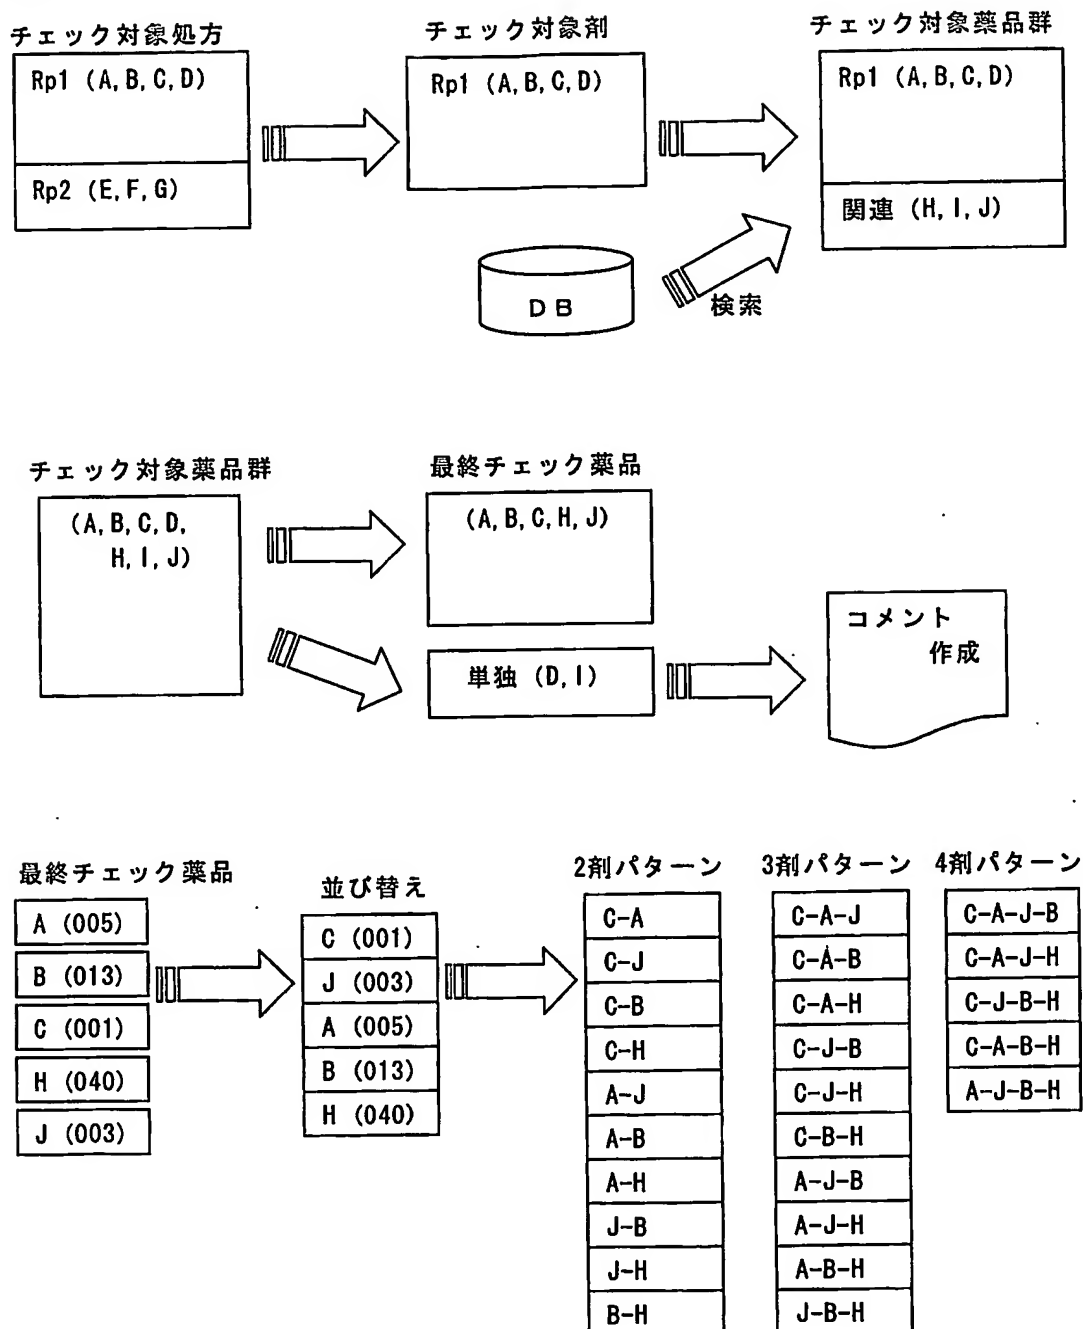 チェック対象処方
チェック対象剤
チェック対象薬品群
Rp1 (A,B,C,D)
Rp2 (E,F,G)
Rp1 (A,B,C,D)
Rp1 (A,B,C,D)
関連 (H,I,J)
DB
検索
チェック対象薬品群
最終チェック薬品
(A,B,C,D,
H,I,J)
(A,B,C,H,J)
単独 (D,I)
コメント
作成
最終チェック薬品
A (005)
B (013)
C (001)
H (040)
J (003)
並び替え
C (001)
J (003)
A (005)
B (013)
H (040)
2剤パターン
C-A
C-J
C-B
C-H
A-J
A-B
A-H
J-B
J-H
B-H
3剤パターン
C-A-J
C-A-B
C-A-H
C-J-B
C-J-H
C-B-H
A-J-B
A-J-H
A-B-H
J-B-H
4剤パターン
C-A-J-B
C-A-J-H
C-J-B-H
C-A-B-H
A-J-B-H